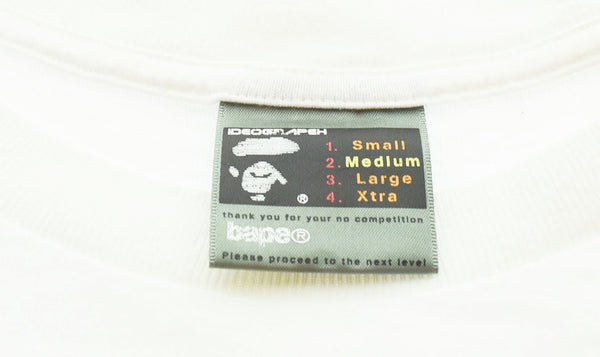 IDEOGRAPEH
1. Small
2. Medium
3. Large
4. Xtra
®
thank you for your no competition
bape®
Please proceed to the next level